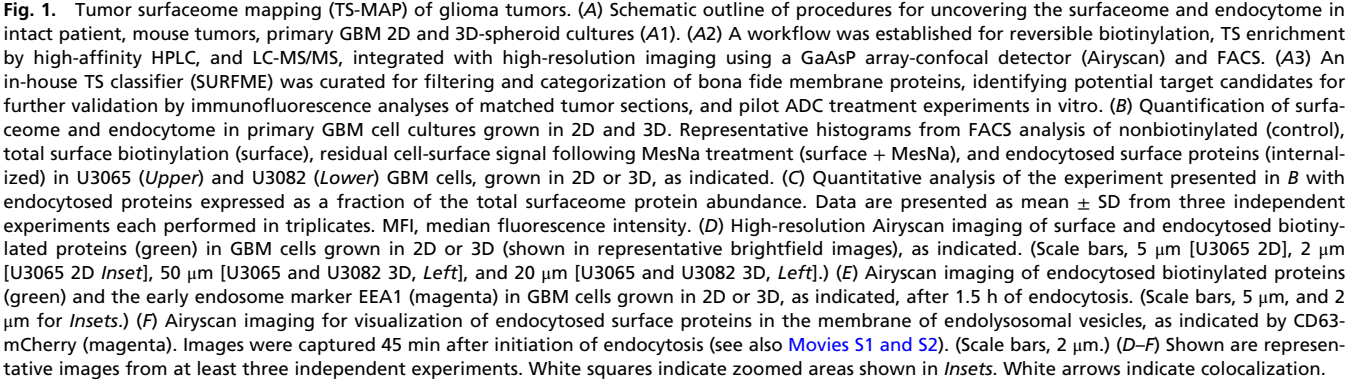 Fig. 1. Tumor surfaceome mapping (TS-MAP) of glioma tumors. (A) Schematic outline of procedures for uncovering the surfaceome and endocytome in
intact patient, mouse tumors, primary GBM 2D and 3D-spheroid cultures (A1). (A2) A workflow was established for reversible biotinylation, TS enrichment
by high-affinity HPLC, and LC-MS/MS, integrated with high-resolution imaging using a GaAsP array-confocal detector (Airyscan) and FACS. (A3) An
in-house TS classifier (SURFME) was curated for filtering and categorization of bona fide membrane proteins, identifying potential target candidates for
further validation by immunofluorescence analyses of matched tumor sections, and pilot ADC treatment experiments in vitro. (B) Quantification of surfa-
ceome and endocytome in primary GBM cell cultures grown in 2D and 3D. Representative histograms from FACS analysis of nonbiotinylated (control),
total surface biotinylation (surface), residual cell-surface signal following MesNa treatment (surface + MesNa), and endocytosed surface proteins (internal-
ized) in U3065 (Upper) and U3082 (Lower) GBM cells, grown in 2D or 3D, as indicated. (C) Quantitative analysis of the experiment presented in B with
endocytosed proteins expressed as a fraction of the total surfaceome protein abundance. Data are presented as mean ± SD from three independent
experiments each performed in triplicates. MFI, median fluorescence intensity. (D) High-resolution Airyscan imaging of surface and endocytosed biotiny-
lated proteins (green) in GBM cells grown in 2D or 3D (shown in representative brightfield images), as indicated. (Scale bars, 5 μm [U3065 2D], 2 μm
[U3065 2D Inset], 50 μm [U3065 and U3082 3D, Left], and 20 μm [U3065 and U3082 3D, Left].) (E) Airyscan imaging of endocytosed biotinylated proteins
(green) and the early endosome marker EEA1 (magenta) in GBM cells grown in 2D or 3D, as indicated, after 1.5 h of endocytosis. (Scale bars, 5 μm, and 2
μm for Insets.) (F) Airyscan imaging for visualization of endocytosed surface proteins in the membrane of endolysosomal vesicles, as indicated by CD63-
mCherry (magenta). Images were captured 45 min after initiation of endocytosis (see also Movies S1 and S2). (Scale bars, 2 μm.) (D–F) Shown are represen-
tative images from at least three independent experiments. White squares indicate zoomed areas shown in Insets. White arrows indicate colocalization.